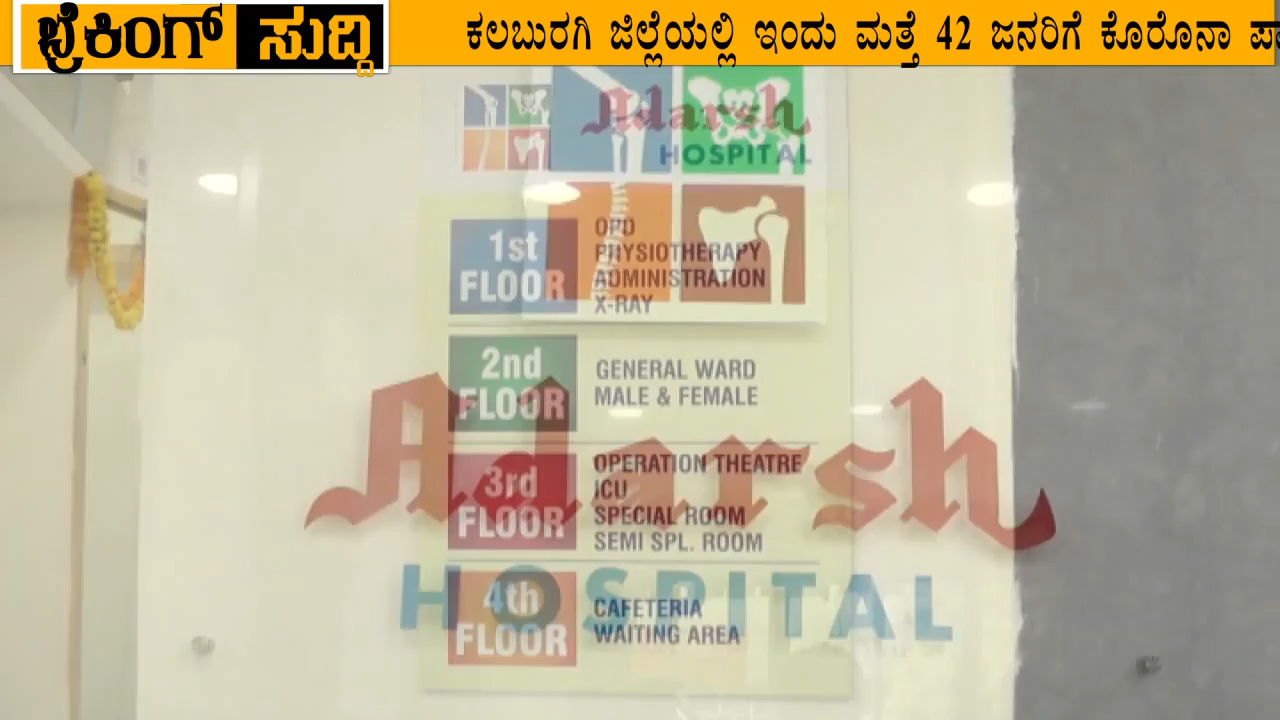 ಬ್ರೆಕಿಂಗ್ ಸುದ್ದಿ
ಕಲಬುರಗಿ ಜಿಲ್ಲೆಯಲ್ಲಿ ಇಂದು ಮತ್ತೆ 42 ಜನರಿಗೆ ಕೊರೊನಾ
Adarsh
HOSPITAL
1st FLOOR
OPD
PHYSIOTHERAPY
ADMINISTRATION
X-RAY
2nd FLOOR
GENERAL WARD
MALE & FEMALE
3rd FLOOR
OPERATION THEATRE
ICU
SPECIAL ROOM
SEMI SPL. ROOM
4th FLOOR
CAFETERIA
WAITING AREA
Adarsh
HOSPITAL